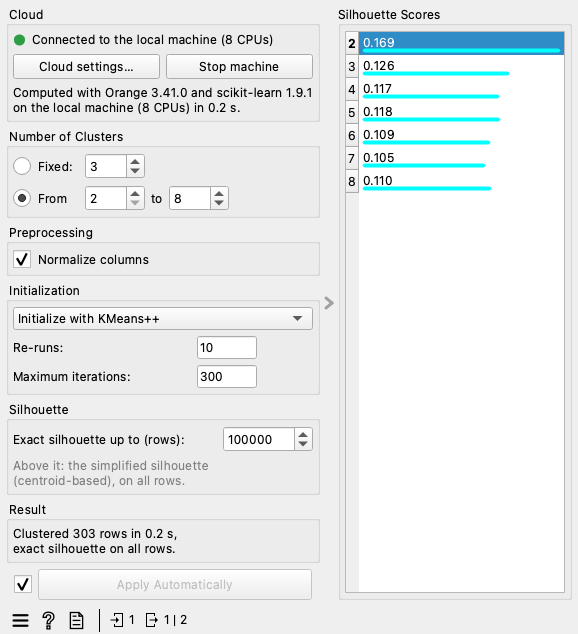 Cloud
Connected to the local machine (8 CPUs)
Cloud settings...
Stop machine
Computed with Orange 3.41.0 and scikit-learn 1.9.1
on the local machine (8 CPUs) in 0.2 s.
Number of Clusters
Fixed: 3
From 2 to 8
Preprocessing
Normalize columns
Initialization
Initialize with KMeans++
Re-runs: 10
Maximum iterations: 300
Silhouette
Exact silhouette up to (rows): 100000
Above it: the simplified silhouette
(centroid-based), on all rows.
Result
Clustered 303 rows in 0.2 s,
exact silhouette on all rows.
Apply Automatically
1 1 | 2
Silhouette Scores
2 0.169
3 0.126
4 0.117
5 0.118
6 0.109
7 0.105
8 0.110